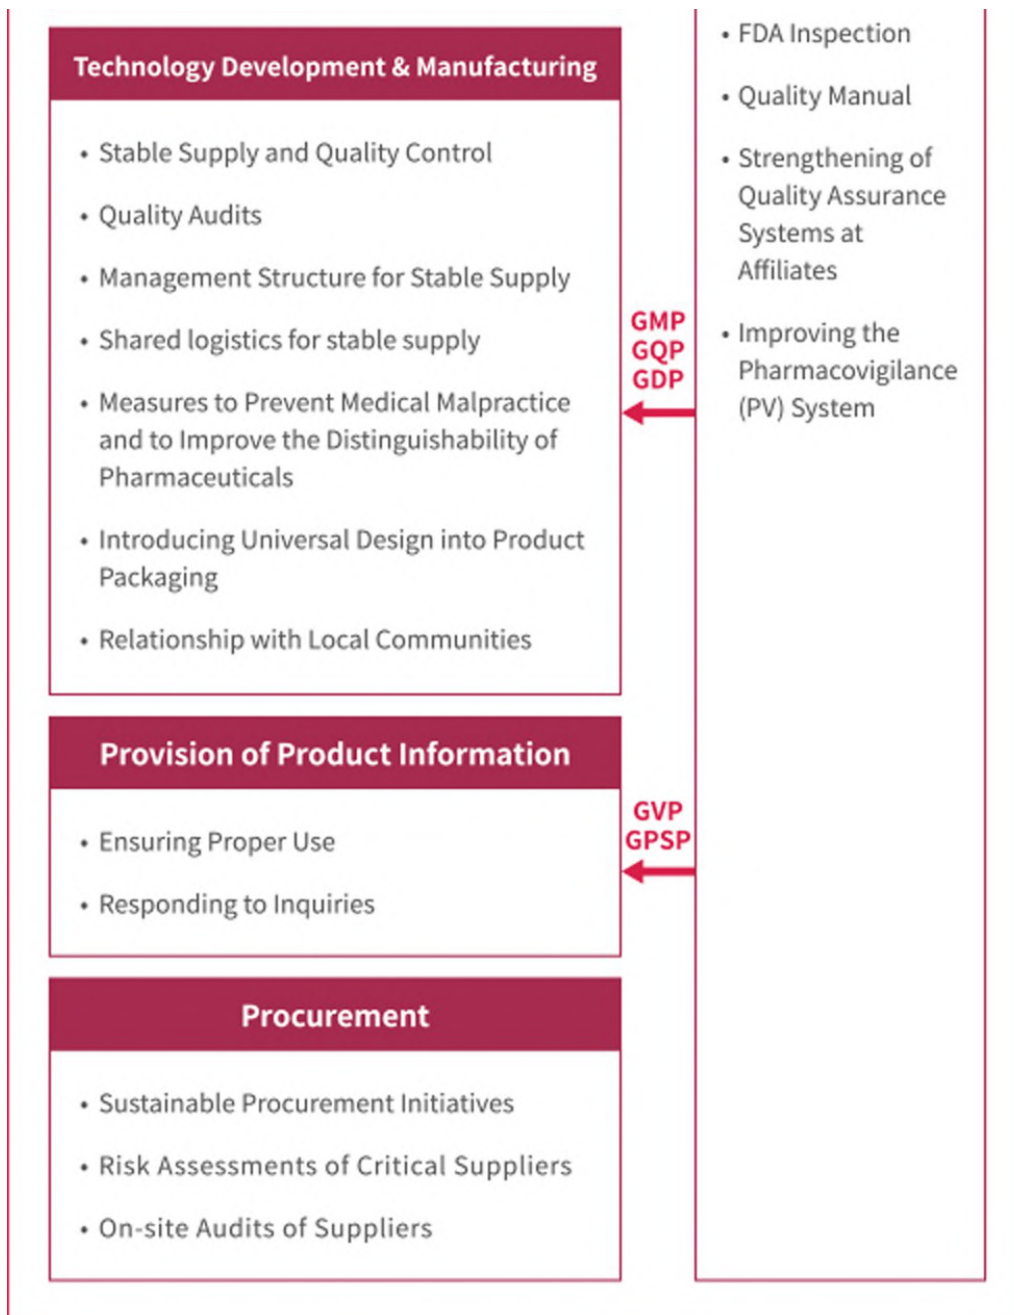 Technology Development & Manufacturing
• Stable Supply and Quality Control
• Quality Audits
• Management Structure for Stable Supply
• Shared logistics for stable supply
• Measures to Prevent Medical Malpractice
and to Improve the Distinguishability of
Pharmaceuticals
• Introducing Universal Design into Product
Packaging
• Relationship with Local Communities
GMP
GQP
GDP
Provision of Product Information
• Ensuring Proper Use
• Responding to Inquiries
GVP
GPSP
Procurement
• Sustainable Procurement Initiatives
• Risk Assessments of Critical Suppliers
• On-site Audits of Suppliers
• FDA Inspection
• Quality Manual
• Strengthening of
Quality Assurance
Systems at
Affiliates
• Improving the
Pharmacovigilance
(PV) System